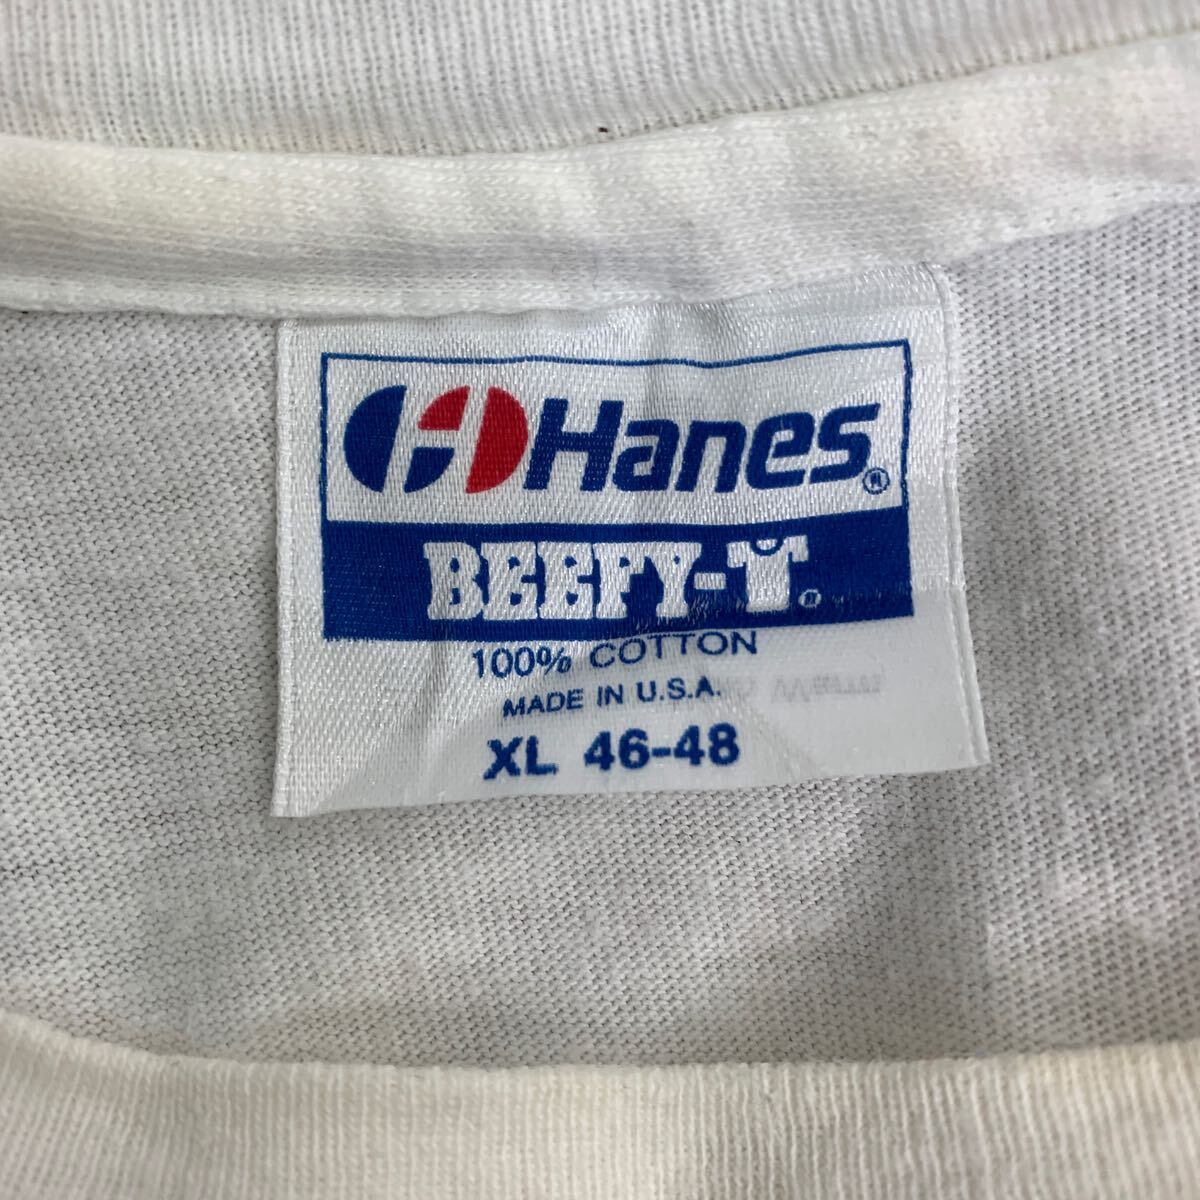 Hanes®
BEEFY-T®
100% COTTON
MADE IN U.S.A.
XL 46-48